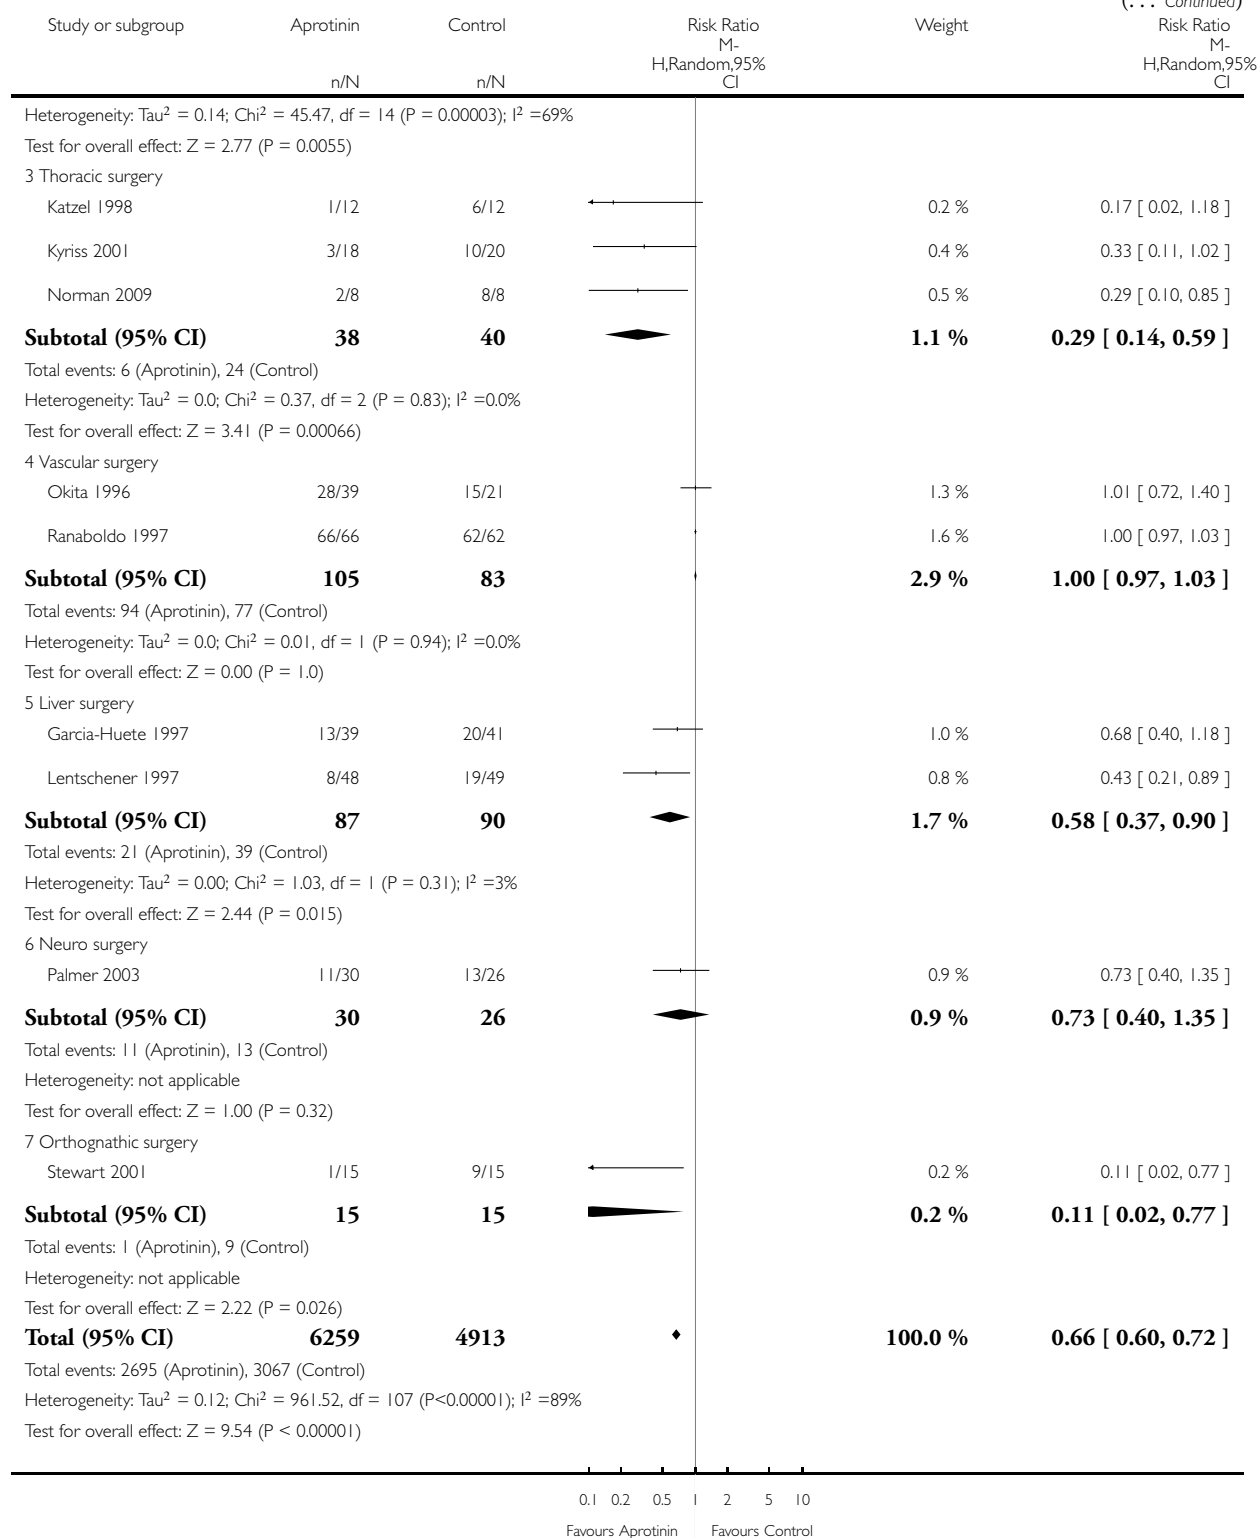 (. . . Continued)
Study or subgroup Aprotinin Control Risk Ratio Weight Risk Ratio
M- M-
H,Random,95% H,Random,95%
n/N n/N CI CI
Heterogeneity: Tau² = 0.14; Chi² = 45.47, df = 14 (P = 0.00003); I² =69%
Test for overall effect: Z = 2.77 (P = 0.0055)
3 Thoracic surgery
Katzel 1998 1/12 6/12 0.2 % 0.17 [ 0.02, 1.18 ]
Kyriss 2001 3/18 10/20 0.4 % 0.33 [ 0.11, 1.02 ]
Norman 2009 2/8 8/8 0.5 % 0.29 [ 0.10, 0.85 ]
Subtotal (95% CI) 38 40 1.1 % 0.29 [ 0.14, 0.59 ]
Total events: 6 (Aprotinin), 24 (Control)
Heterogeneity: Tau² = 0.0; Chi² = 0.37, df = 2 (P = 0.83); I² =0.0%
Test for overall effect: Z = 3.41 (P = 0.00066)
4 Vascular surgery
Okita 1996 28/39 15/21 1.3 % 1.01 [ 0.72, 1.40 ]
Ranaboldo 1997 66/66 62/62 1.6 % 1.00 [ 0.97, 1.03 ]
Subtotal (95% CI) 105 83 2.9 % 1.00 [ 0.97, 1.03 ]
Total events: 94 (Aprotinin), 77 (Control)
Heterogeneity: Tau² = 0.0; Chi² = 0.01, df = 1 (P = 0.94); I² =0.0%
Test for overall effect: Z = 0.00 (P = 1.0)
5 Liver surgery
Garcia-Huete 1997 13/39 20/41 1.0 % 0.68 [ 0.40, 1.18 ]
Lentschener 1997 8/48 19/49 0.8 % 0.43 [ 0.21, 0.89 ]
Subtotal (95% CI) 87 90 1.7 % 0.58 [ 0.37, 0.90 ]
Total events: 21 (Aprotinin), 39 (Control)
Heterogeneity: Tau² = 0.00; Chi² = 1.03, df = 1 (P = 0.31); I² =3%
Test for overall effect: Z = 2.44 (P = 0.015)
6 Neuro surgery
Palmer 2003 11/30 13/26 0.9 % 0.73 [ 0.40, 1.35 ]
Subtotal (95% CI) 30 26 0.9 % 0.73 [ 0.40, 1.35 ]
Total events: 11 (Aprotinin), 13 (Control)
Heterogeneity: not applicable
Test for overall effect: Z = 1.00 (P = 0.32)
7 Orthognathic surgery
Stewart 2001 1/15 9/15 0.2 % 0.11 [ 0.02, 0.77 ]
Subtotal (95% CI) 15 15 0.2 % 0.11 [ 0.02, 0.77 ]
Total events: 1 (Aprotinin), 9 (Control)
Heterogeneity: not applicable
Test for overall effect: Z = 2.22 (P = 0.026)
Total (95% CI) 6259 4913 100.0 % 0.66 [ 0.60, 0.72 ]
Total events: 2695 (Aprotinin), 3067 (Control)
Heterogeneity: Tau² = 0.12; Chi² = 961.52, df = 107 (P<0.00001); I² =89%
Test for overall effect: Z = 9.54 (P < 0.00001)
0.1 0.2 0.5 1 2 5 10
Favours Aprotinin Favours Control